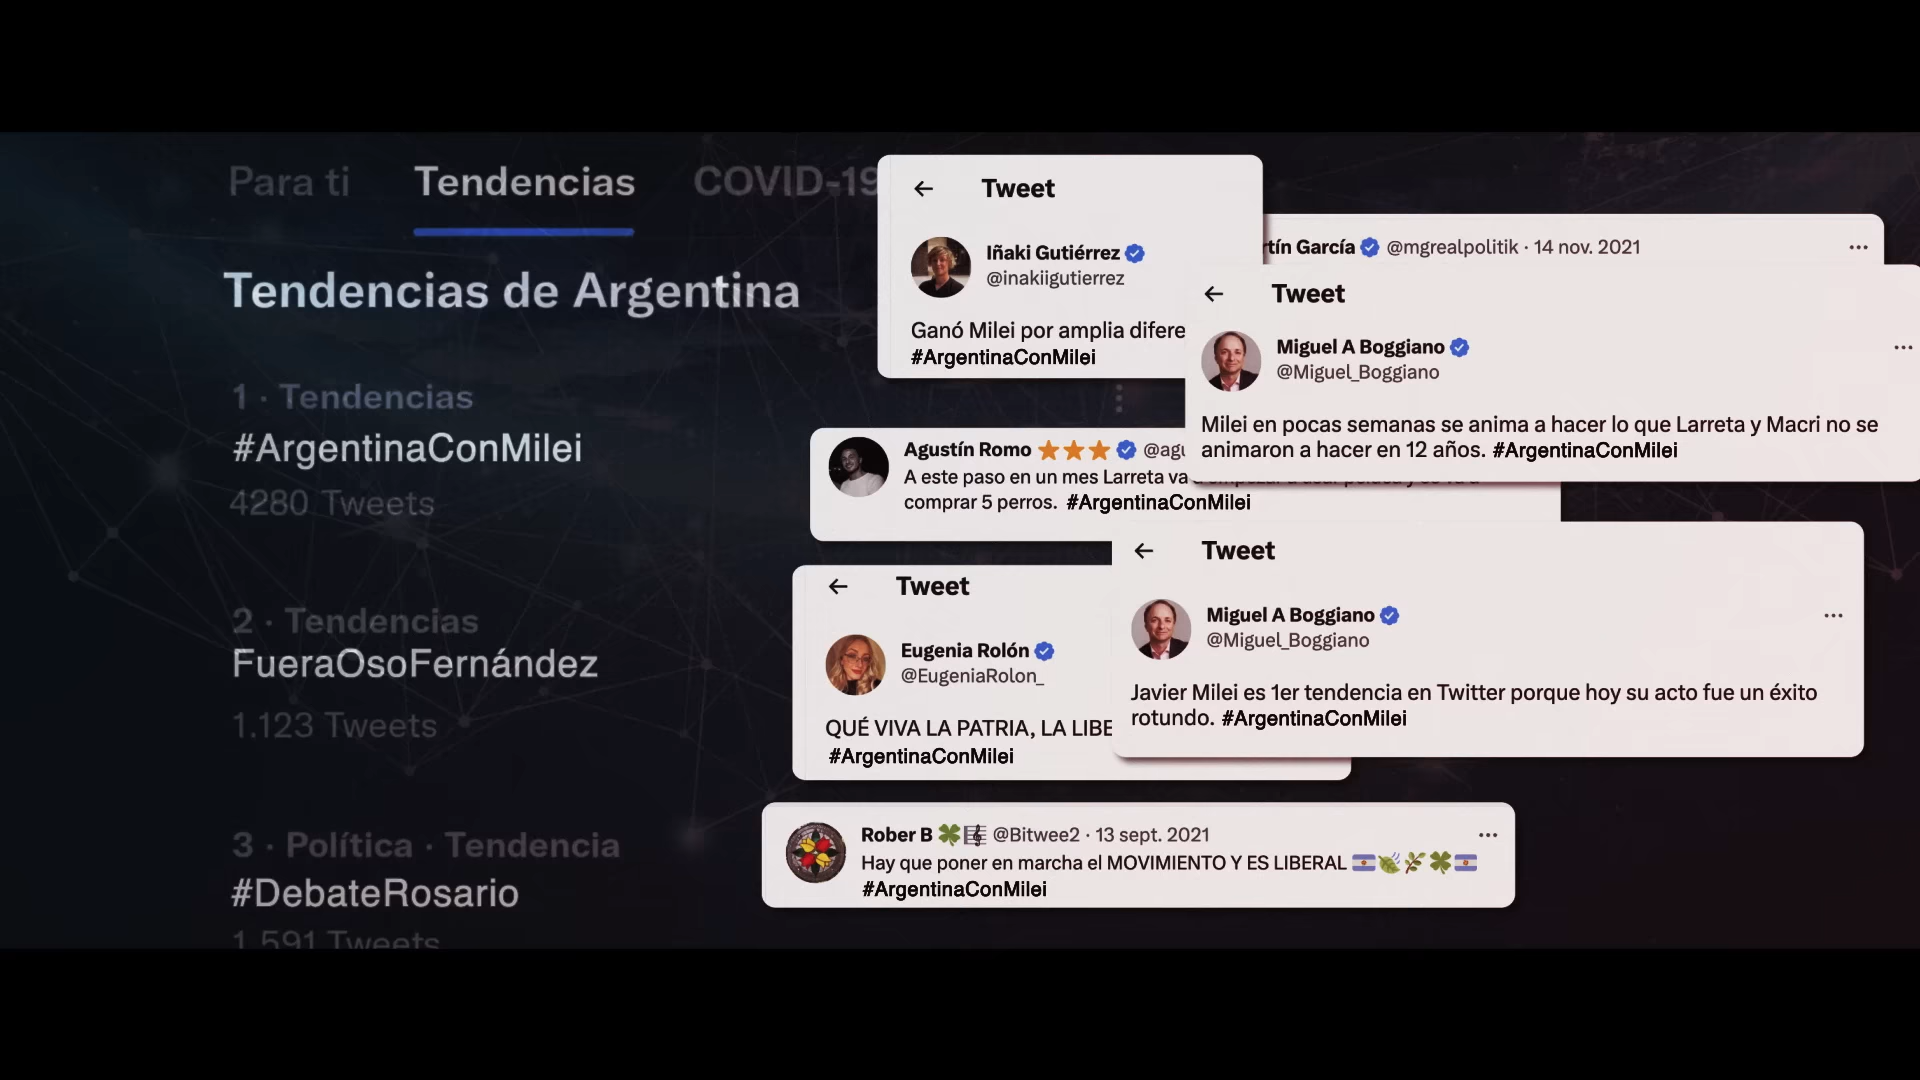 Para ti
Tendencias
COVID-19
Tendencias de Argentina
1 · Tendencias
#ArgentinaConMilei
4280 Tweets
2 · Tendencias
FueraOsoFernández
1.123 Tweets
3 · Política · Tendencia
#DebateRosario
1.591 Tweets
Tweet
Iñaki Gutiérrez
@inakiigutierrez
Ganó Milei por amplia difere
#ArgentinaConMilei
rtín García @mgrealpolitik · 14 nov. 2021
Tweet
Miguel A Boggiano
@Miguel_Boggiano
Milei en pocas semanas se anima a hacer lo que Larreta y Macri no se
animaron a hacer en 12 años. #ArgentinaConMilei
Agustín Romo ⭐⭐⭐ @agu
A este paso en un mes Larreta va
comprar 5 perros. #ArgentinaConMilei
Tweet
Eugenia Rolón
@EugeniaRolon_
QUÉ VIVA LA PATRIA, LA LIBE
#ArgentinaConMilei
Tweet
Miguel A Boggiano
@Miguel_Boggiano
Javier Milei es 1er tendencia en Twitter porque hoy su acto fue un éxito
rotundo. #ArgentinaConMilei
Rober B 🍀🎼 @Bitwee2 · 13 sept. 2021
Hay que poner en marcha el MOVIMIENTO Y ES LIBERAL 🇦🇷🍃🌿🍀🇦🇷
#ArgentinaConMilei